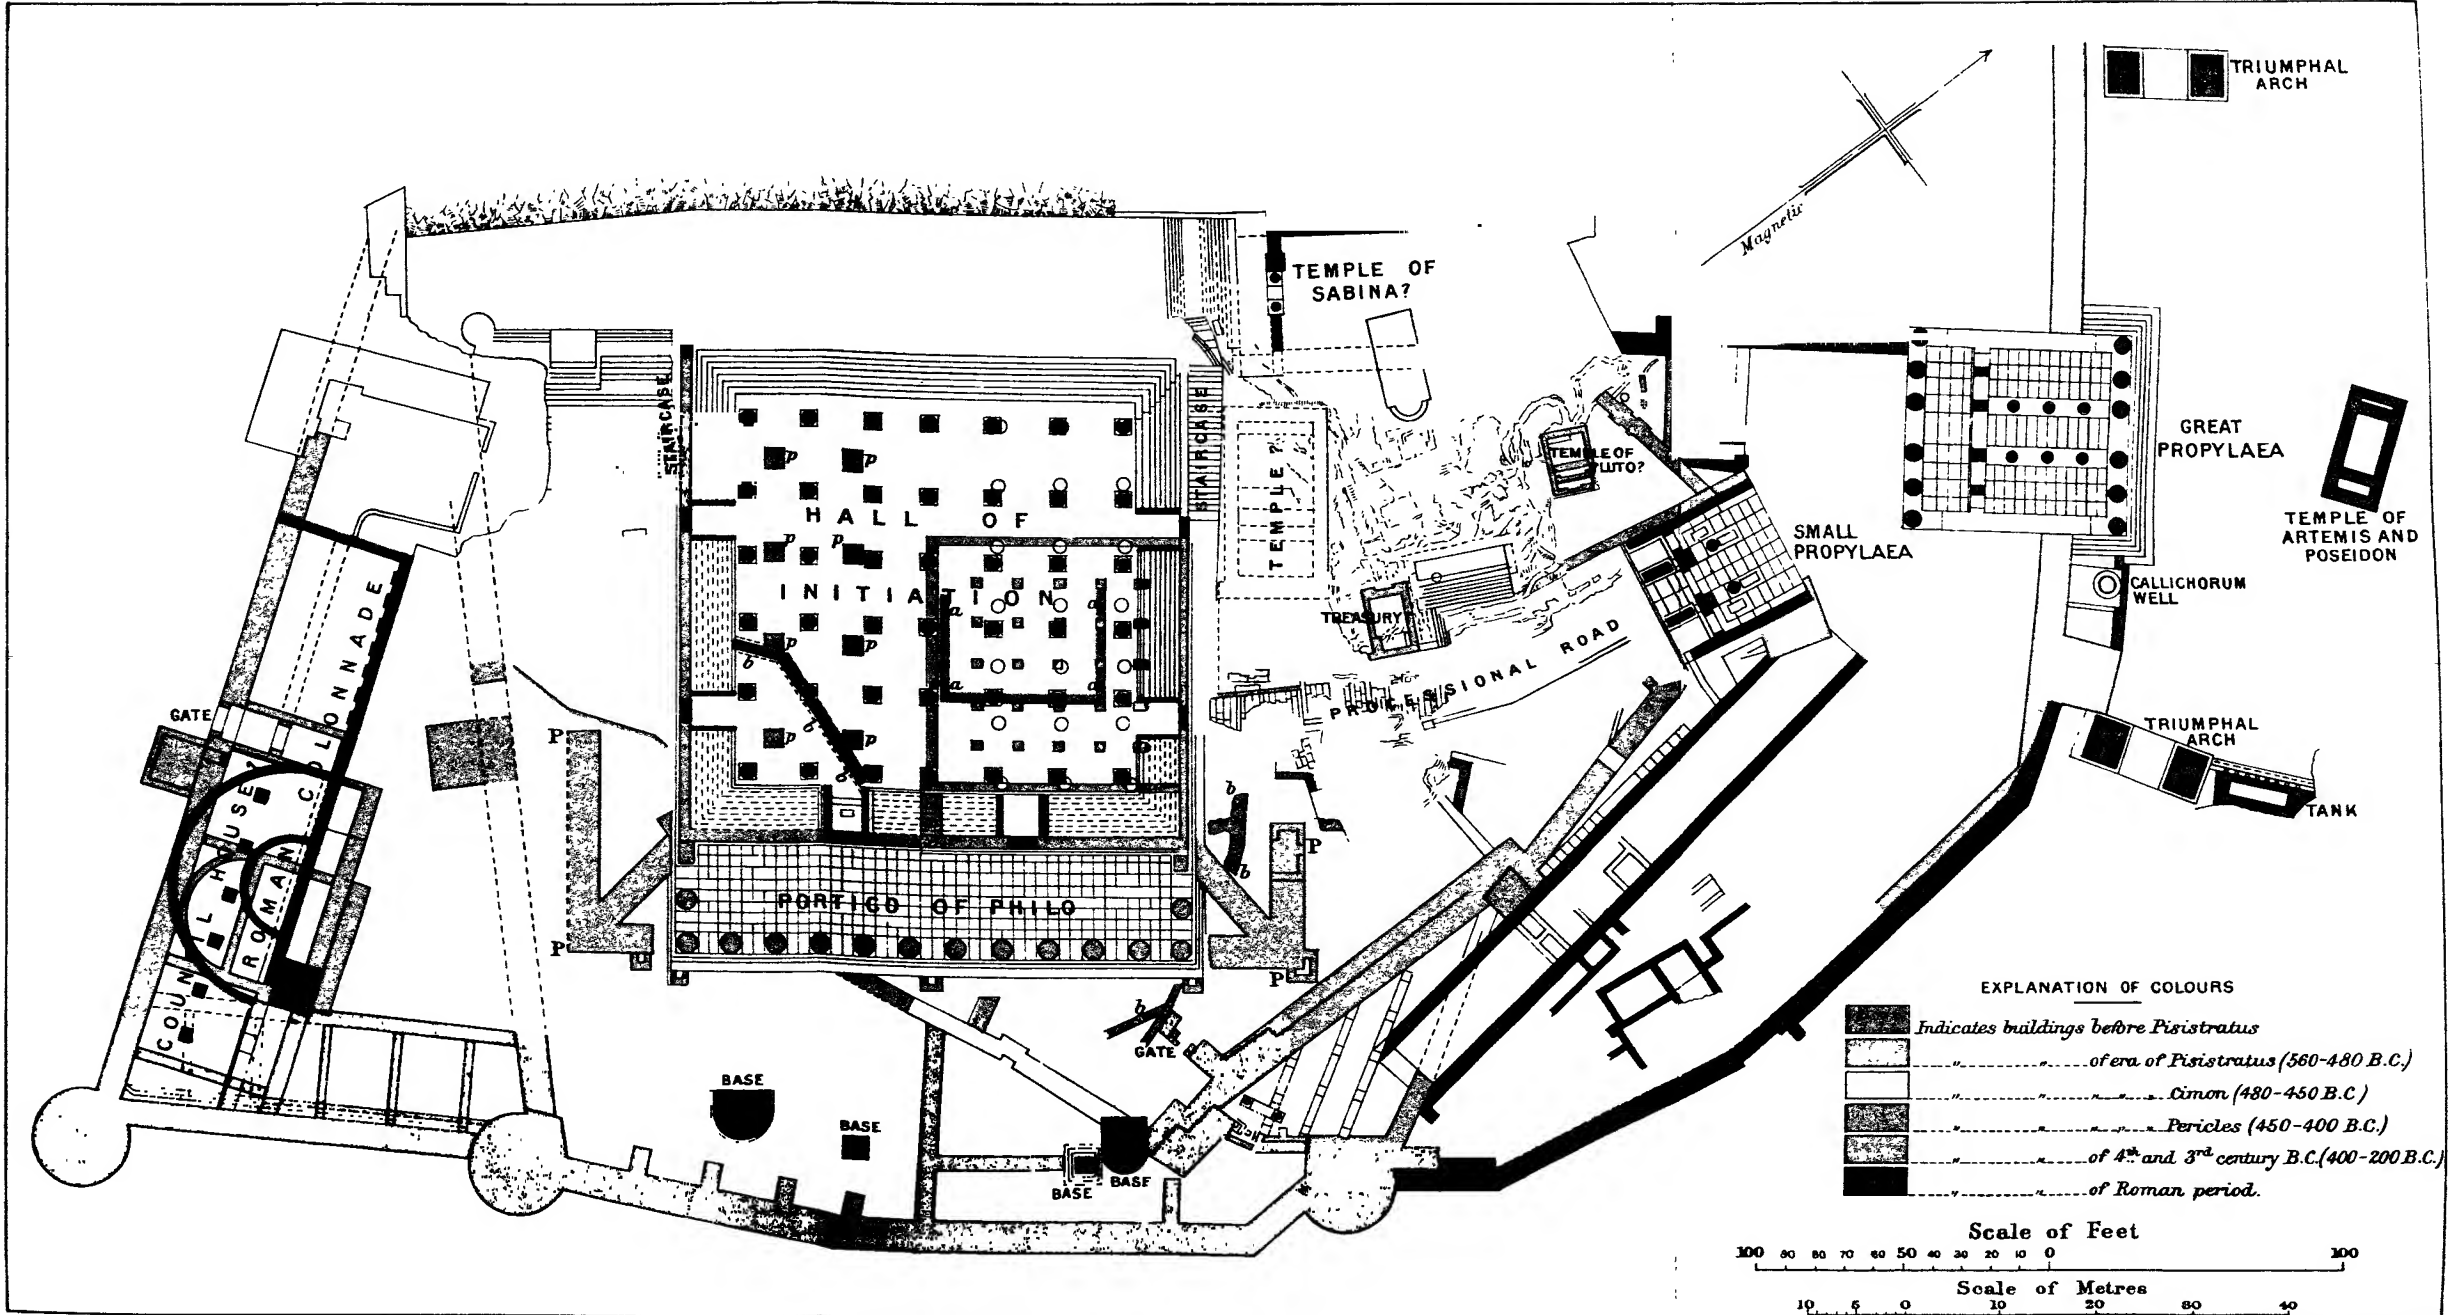 TRIUMPHAL
ARCH
Magnetic
TEMPLE OF
SABINA?
STAIRCASE
STAIRCASE
GREAT
PROPYLAEA
TEMPLE OF
PLUTO?
p p
TEMPLE?
HALL OF
INITIATION
p p
SMALL
PROPYLAEA
TEMPLE OF
ARTEMIS AND
POSEIDON
CALLICHORUM
WELL
a a
TREASURY?
PROCESSIONAL ROAD
p p
b
a a
GATE
P
b
p p
b
TRIUMPHAL
ARCH
TANK
COUNCIL HOUSE
ROMAN COLONNADE
b
P
b
PORTICO OF PHILO
P
P
b
GATE
BASE
BASE
BASE
BASE
EXPLANATION OF COLOURS
Indicates buildings before Pisistratus
" " of era of Pisistratus (560-480 B.C.)
" " " " " Cimon (480-450 B.C)
" " " " " Pericles (450-400 B.C.)
" " of 4th and 3rd century B.C.(400-200 B.C.)
" " of Roman period.
Scale of Feet
100 90 80 70 60 50 40 30 20 10 0 100
Scale of Metres
10 5 0 10 20 30 40